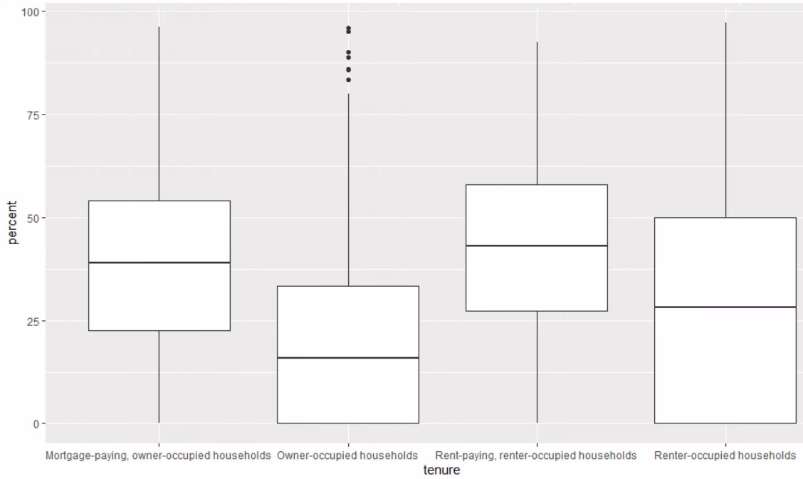 100
75
50
25
0
percent
Mortgage-paying, owner-occupied households
Owner-occupied households
Rent-paying, renter-occupied households
Renter-occupied households
tenure